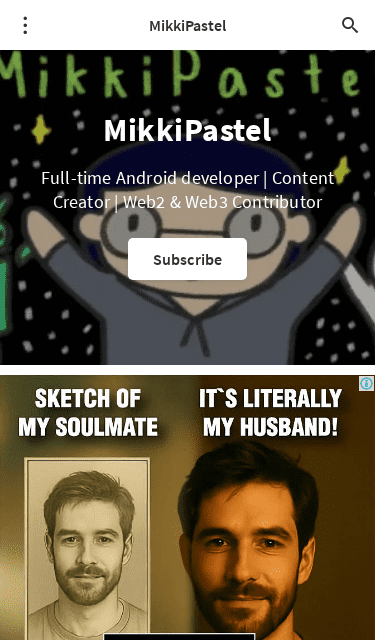 MikkiPastel
MikkiPaste
MikkiPastel
Full-time Android developer | Content
Creator | Web2 & Web3 Contributor
Subscribe
SKETCH OF
MY SOULMATE
IT`S LITERALLY
MY HUSBAND!